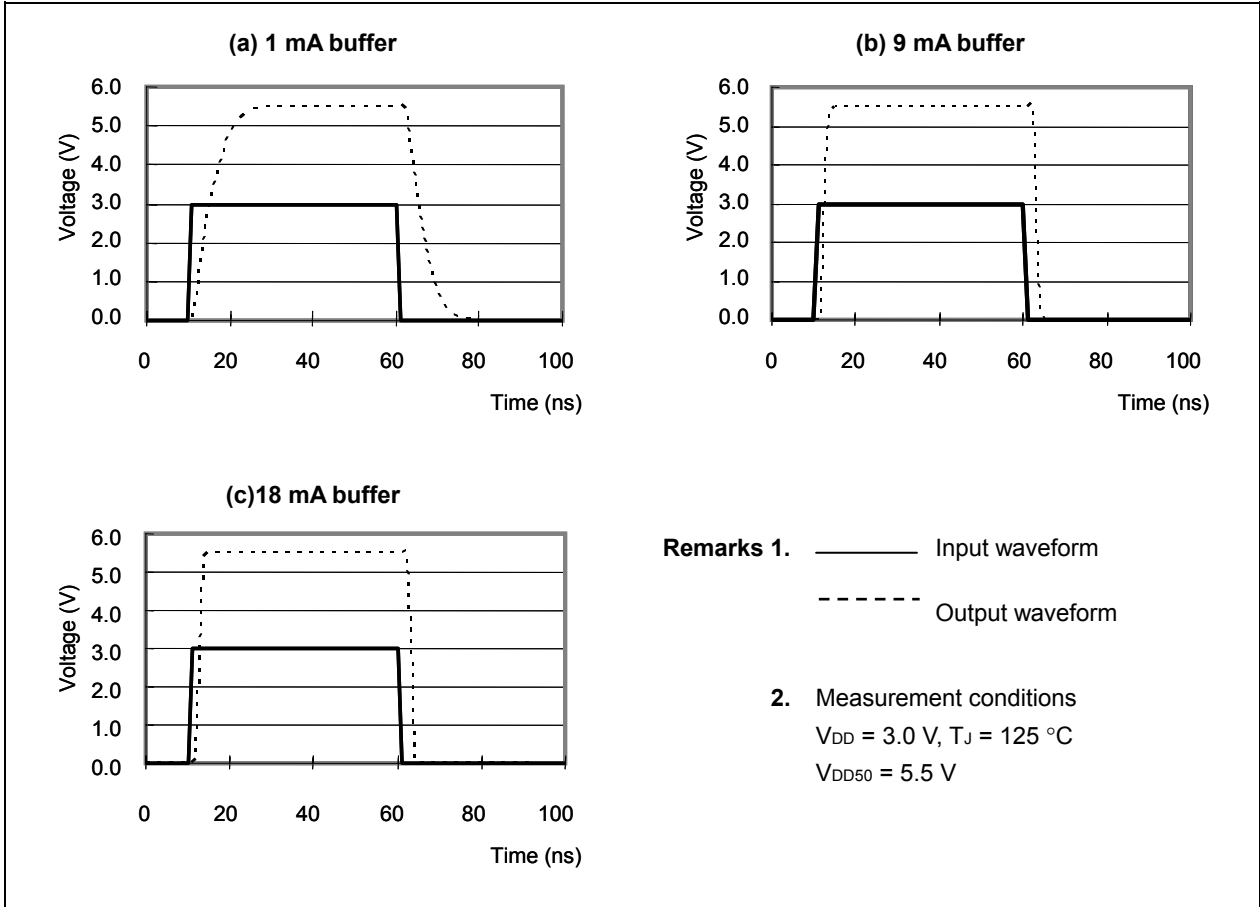 (a) 1 mA buffer
6.0
5.0
4.0
3.0
2.0
1.0
0.0
Voltage (V)
0 20 40 60 80 100
Time (ns)
(b) 9 mA buffer
6.0
5.0
4.0
3.0
2.0
1.0
0.0
Voltage (V)
0 20 40 60 80 100
Time (ns)
(c)18 mA buffer
6.0
5.0
4.0
3.0
2.0
1.0
0.0
Voltage (V)
0 20 40 60 80 100
Time (ns)
Remarks 1. Input waveform
Output waveform
2. Measurement conditions
VDD = 3.0 V, TJ = 125 °C
VDD50 = 5.5 V